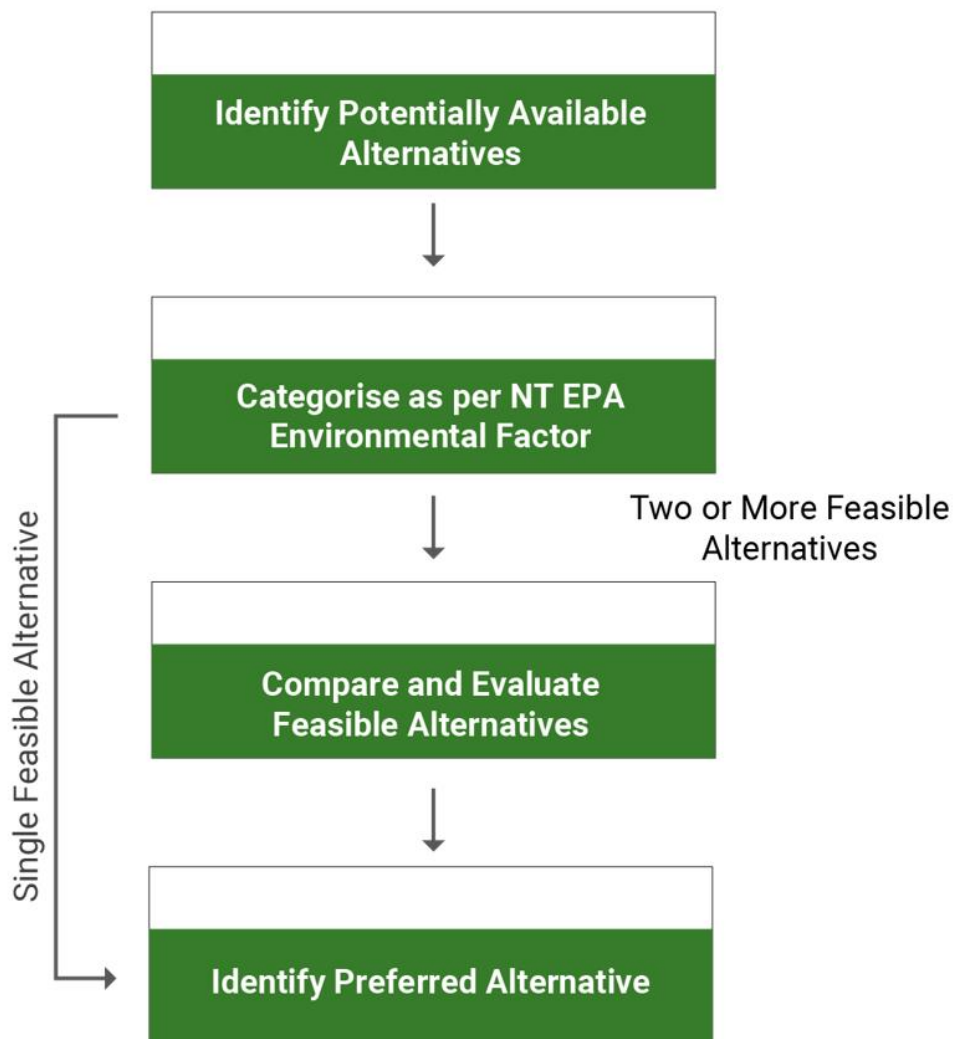 Identify Potentially Available
Alternatives
Categorise as per NT EPA
Environmental Factor
Two or More Feasible
Alternatives
Single Feasible Alternative
Compare and Evaluate
Feasible Alternatives
Identify Preferred Alternative